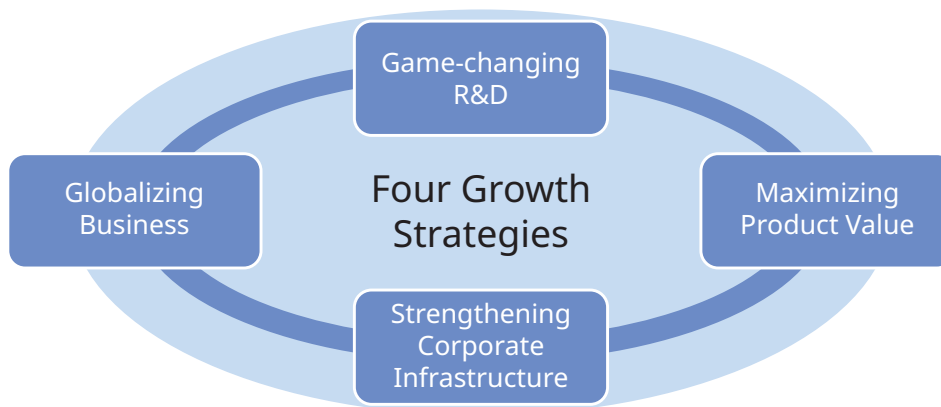 Game-changing
R&D
Globalizing
Business
Four Growth
Strategies
Maximizing
Product Value
Strengthening
Corporate
Infrastructure